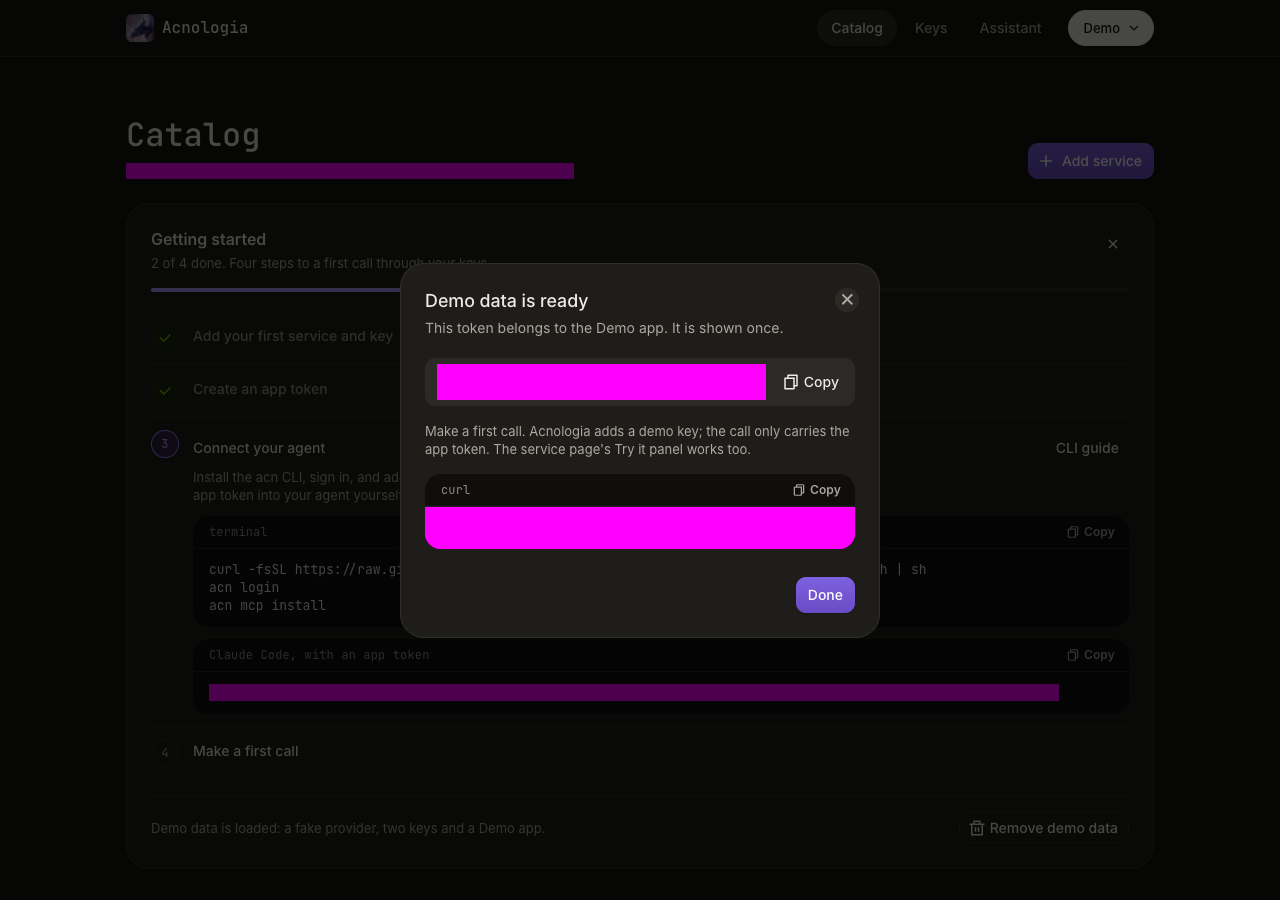 Acnologia
Catalog
Keys
Assistant
Demo
Catalog
Add service
Getting started
2 of 4 done. Four steps to a first call through your keys.
Add your first service and key
Create an app token
3
Connect your agent
CLI guide
Install the acn CLI, sign in, and ad
app token into your agent yourself
terminal
Copy
curl -fsSL https://raw.gi
h | sh
acn login
acn mcp install
Claude Code, with an app token
Copy
4
Make a first call
Demo data is loaded: a fake provider, two keys and a Demo app.
Remove demo data
Demo data is ready
This token belongs to the Demo app. It is shown once.
Copy
Make a first call. Acnologia adds a demo key; the call only carries the
app token. The service page's Try it panel works too.
curl
Copy
Done